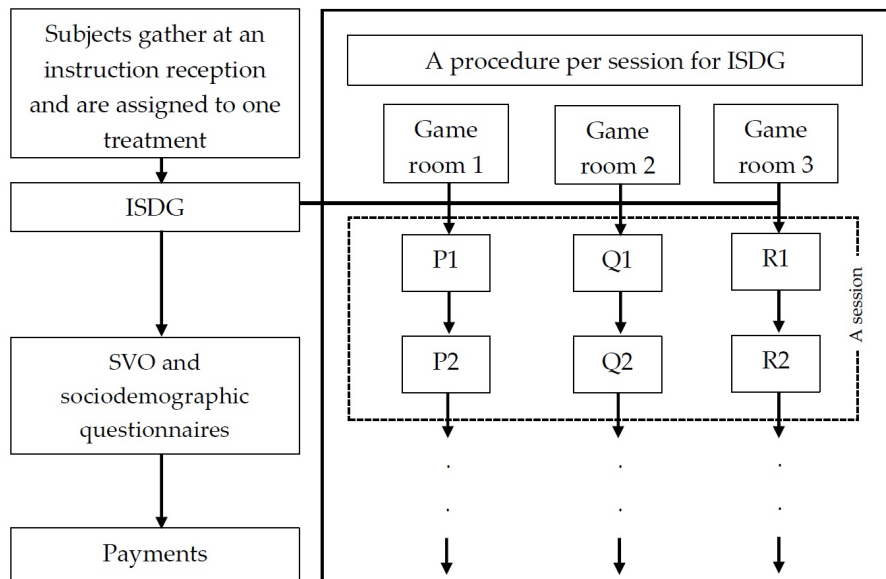 Subjects gather at an
instruction reception
and are assigned to one
treatment
ISDG
SVO and
sociodemographic
questionnaires
Payments
A procedure per session for ISDG
Game
room 1
Game
room 2
Game
room 3
P1
Q1
R1
P2
Q2
R2
A session